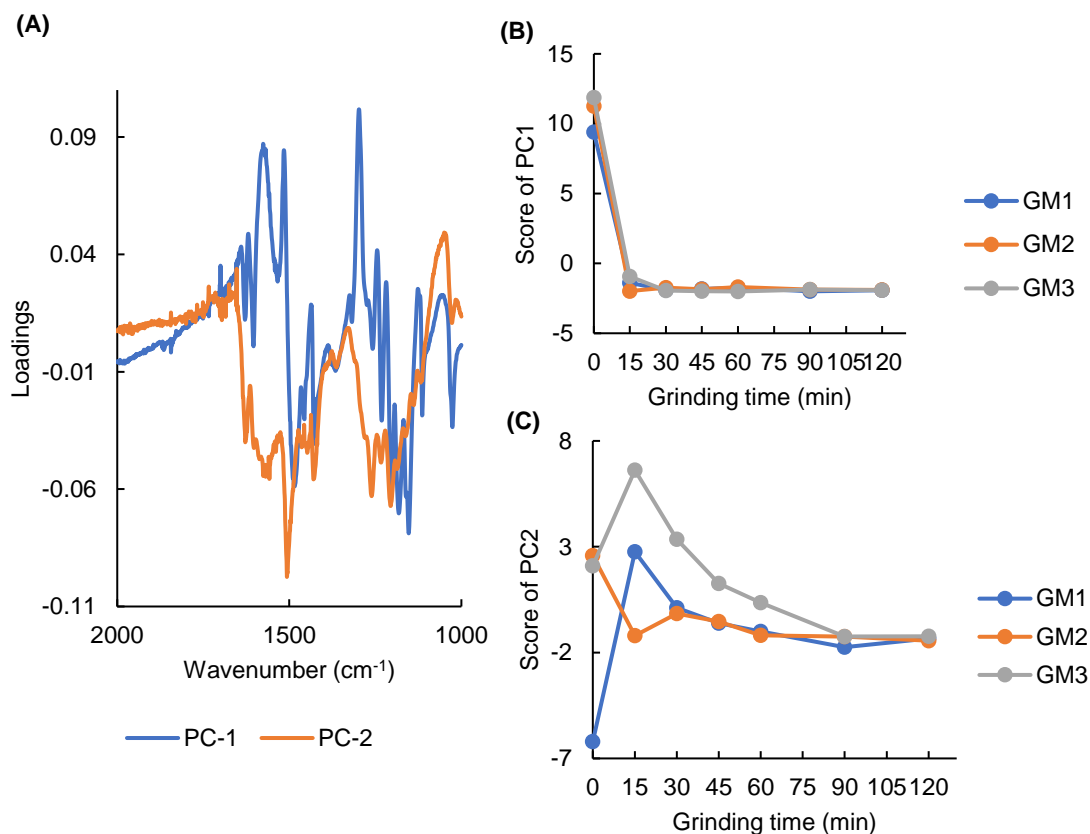 (A)
0.09
0.04
-0.01
-0.06
-0.11
Loadings
2000 1500 1000
Wavenumber (cm⁻¹)
PC-1 PC-2
(B)
15
10
5
0
-5
Score of PC1
0 15 30 45 60 75 90 105 120
Grinding time (min)
GM1
GM2
GM3
(C)
8
3
-2
-7
Score of PC2
0 15 30 45 60 75 90 105 120
Grinding time (min)
GM1
GM2
GM3